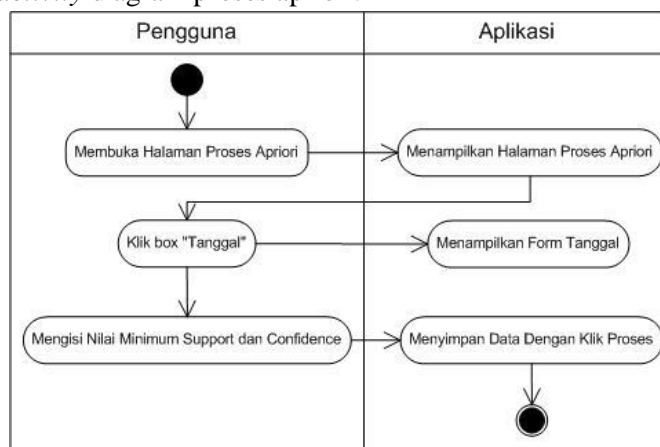 activity diagram proses apriori.
Pengguna
Aplikasi
Membuka Halaman Proses Apriori
Menampilkan Halaman Proses Apriori
Klik box "Tanggal"
Menampilkan Form Tanggal
Mengisi Nilai Minimum Support dan Confidence
Menyimpan Data Dengan Klik Proses